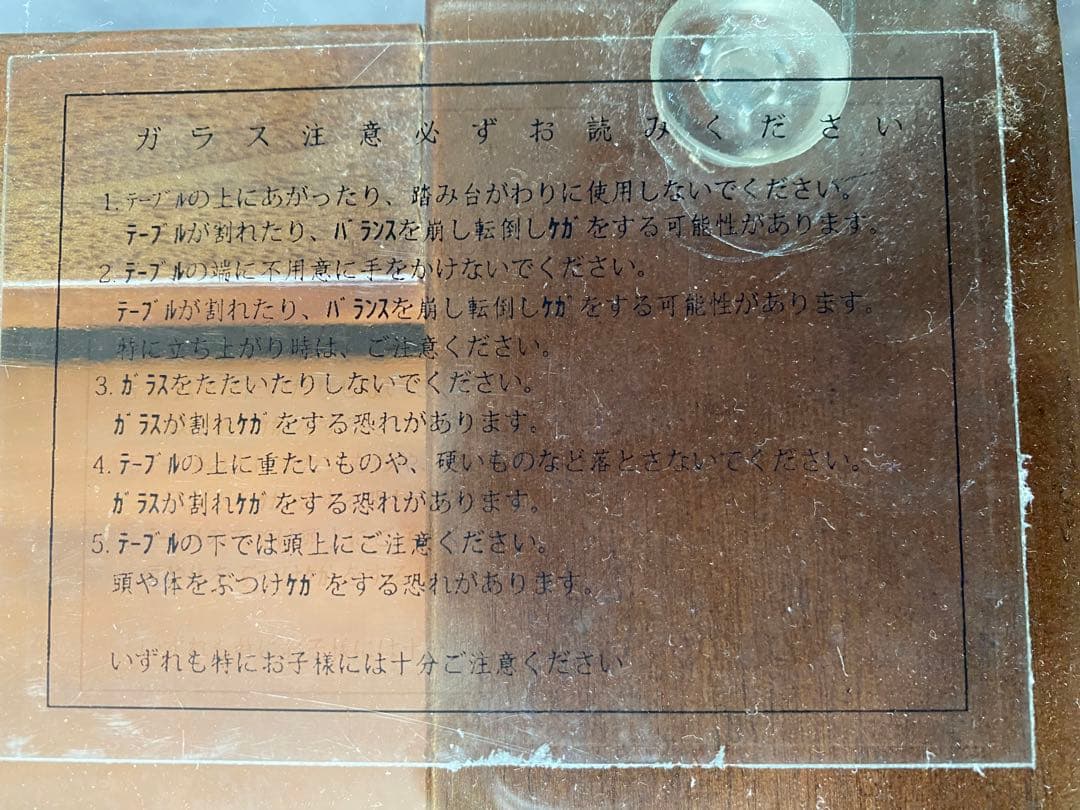 ガラス注意必ずお読みください
1.ﾃｰﾌﾞﾙの上にあがったり、踏み台がわりに使用しないでください。
ﾃｰﾌﾞﾙが割れたり、ﾊﾞﾗﾝｽを崩し転倒しｹｶﾞをする可能性があります。
2.ﾃｰﾌﾞﾙの端に不用意に手をかけないでください。
ﾃｰﾌﾞﾙが割れたり、ﾊﾞﾗﾝｽを崩し転倒しｹｶﾞをする可能性があります。
特に立ち上がり時は、ご注意ください。
3.ｶﾞﾗｽをたたいたりしないでください。
ｶﾞﾗｽが割れｹｶﾞをする恐れがあります。
4.ﾃｰﾌﾞﾙの上に重たいものや、硬いものなど落とさないでください。
ｶﾞﾗｽが割れｹｶﾞをする恐れがあります。
5.ﾃｰﾌﾞﾙの下では頭上にご注意ください。
頭や体をぶつけｹｶﾞをする恐れがあります。
いずれも特にお子様には十分ご注意ください